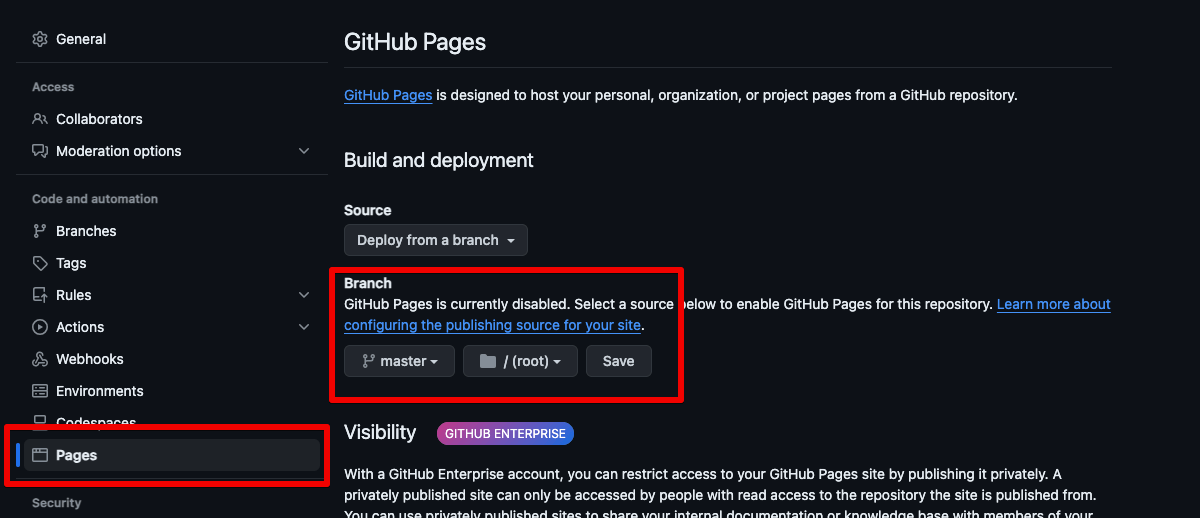 General
Access
Collaborators
Moderation options
Code and automation
Branches
Tags
Rules
Actions
Webhooks
Environments
Codespaces
Pages
Security
GitHub Pages
GitHub Pages is designed to host your personal, organization, or project pages from a GitHub repository.
Build and deployment
Source
Deploy from a branch
Branch
GitHub Pages is currently disabled. Select a source below to enable GitHub Pages for this repository. Learn more about
configuring the publishing source for your site.
master / (root) Save
Visibility GITHUB ENTERPRISE
With a GitHub Enterprise account, you can restrict access to your GitHub Pages site by publishing it privately. A
privately published site can only be accessed by people with read access to the repository the site is published from.
You can use privately published sites to share your internal documentation or knowledge base with members of your